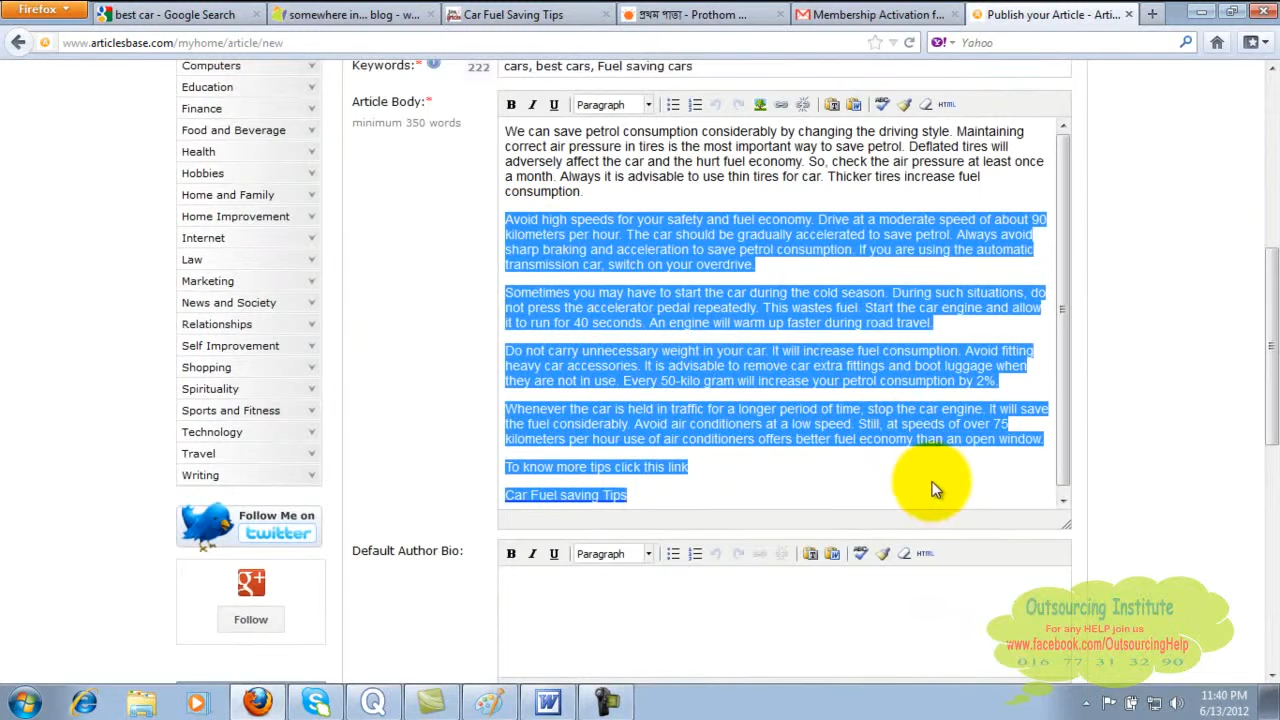 Firefox
best car - Google Search
somewhere in... blog - w...
Car Fuel Saving Tips
প্রথম পাতা - Prothom ...
Membership Activation f...
Publish your Article - Arti...
www.articlesbase.com/myhome/article/new
Yahoo
Computers
Education
Finance
Food and Beverage
Health
Hobbies
Home and Family
Home Improvement
Internet
Law
Marketing
News and Society
Relationships
Self Improvement
Shopping
Spirituality
Sports and Fitness
Technology
Travel
Writing
Follow Me on
twitter
Follow
Keywords:*
222
cars, best cars, Fuel saving cars
Article Body:*
minimum 350 words
B I U Paragraph HTML
We can save petrol consumption considerably by changing the driving style. Maintaining
correct air pressure in tires is the most important way to save petrol. Deflated tires will
adversely affect the car and the hurt fuel economy. So, check the air pressure at least once
a month. Always it is advisable to use thin tires for car. Thicker tires increase fuel
consumption.
Avoid high speeds for your safety and fuel economy. Drive at a moderate speed of about 90
kilometers per hour. The car should be gradually accelerated to save petrol. Always avoid
sharp braking and acceleration to save petrol consumption. If you are using the automatic
transmission car, switch on your overdrive.
Sometimes you may have to start the car during the cold season. During such situations, do
not press the accelerator pedal repeatedly. This wastes fuel. Start the car engine and allow
it to run for 40 seconds. An engine will warm up faster during road travel.
Do not carry unnecessary weight in your car. It will increase fuel consumption. Avoid fitting
heavy car accessories. It is advisable to remove car extra fittings and boot luggage when
they are not in use. Every 50-kilo gram will increase your petrol consumption by 2%.
Whenever the car is held in traffic for a longer period of time, stop the car engine. It will save
the fuel considerably. Avoid air conditioners at a low speed. Still, at speeds of over 75
kilometers per hour use of air conditioners offers better fuel economy than an open window.
To know more tips click this link
Car Fuel saving Tips
Default Author Bio:
B I U Paragraph HTML
Outsourcing Institute
For any HELP join us
www.facebook.com/OutsourcingHelp
016 77 31 32 90
11:40 PM
6/13/2012